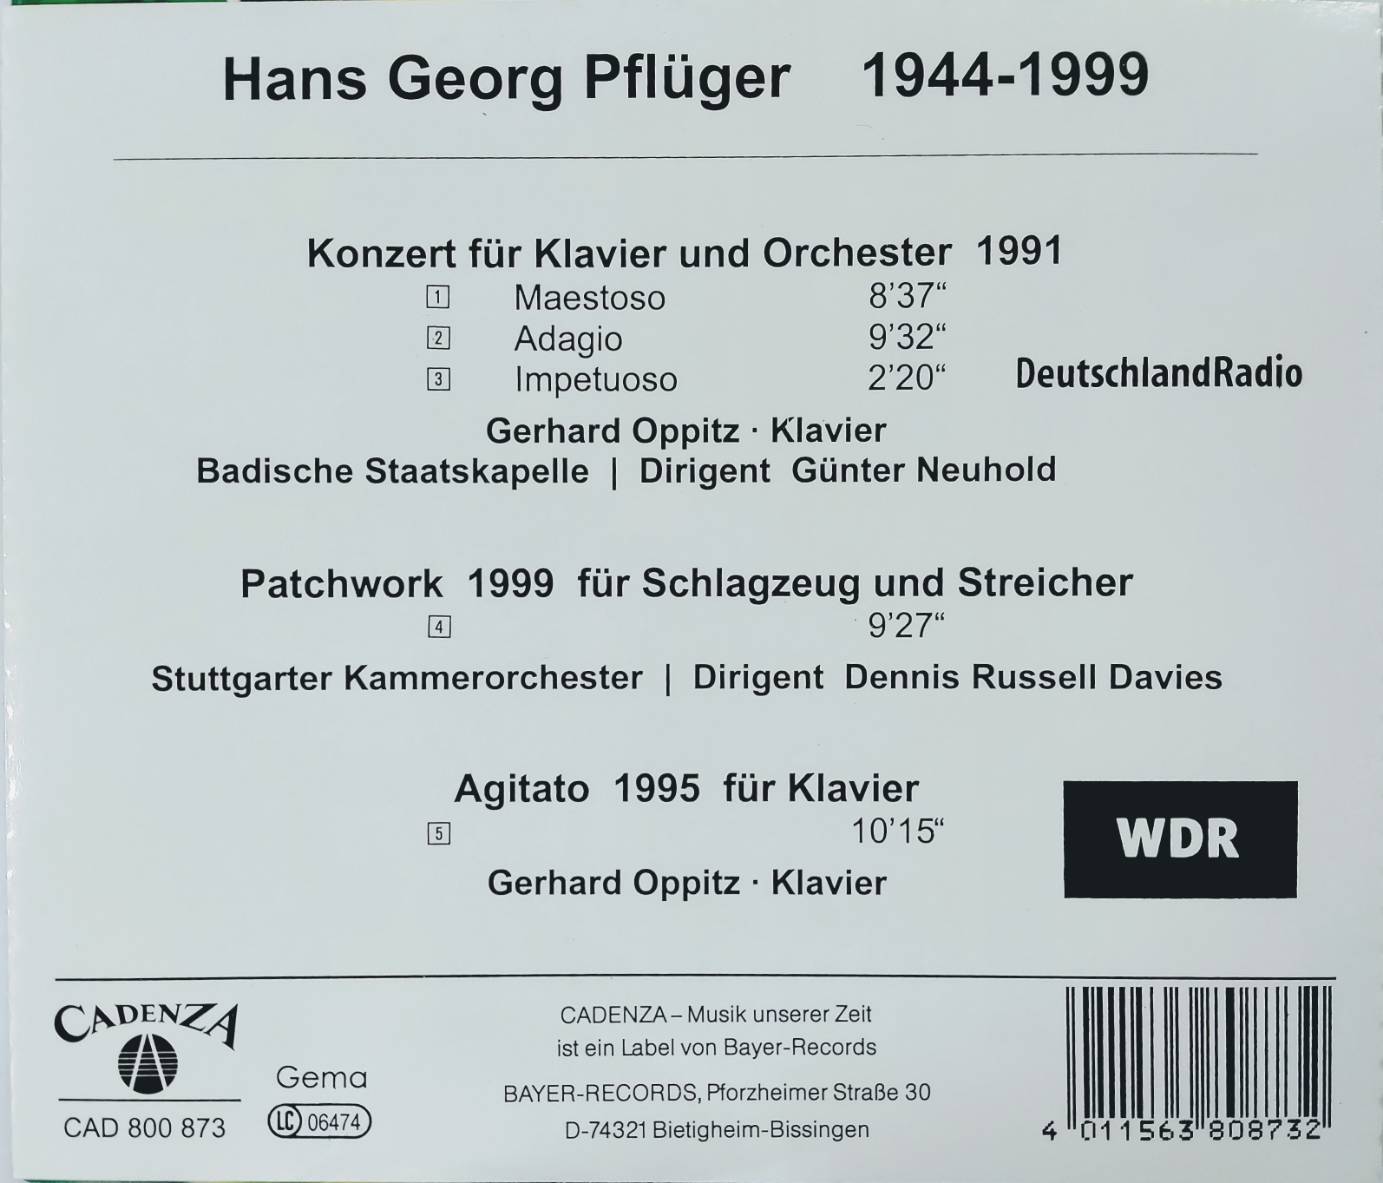 Hans Georg Pflüger 1944-1999
Konzert für Klavier und Orchester 1991
1 Maestoso 8'37“
2 Adagio 9'32“
3 Impetuoso 2'20“
DeutschlandRadio
Gerhard Oppitz · Klavier
Badische Staatskapelle | Dirigent Günter Neuhold
Patchwork 1999 für Schlagzeug und Streicher
4 9'27“
Stuttgarter Kammerorchester | Dirigent Dennis Russell Davies
Agitato 1995 für Klavier
5 10'15“
WDR
Gerhard Oppitz · Klavier
CADENZA
CAD 800 873
Gema
LC 06474
CADENZA – Musik unserer Zeit
ist ein Label von Bayer-Records
BAYER-RECORDS, Pforzheimer Straße 30
D-74321 Bietigheim-Bissingen
4 011563 808732